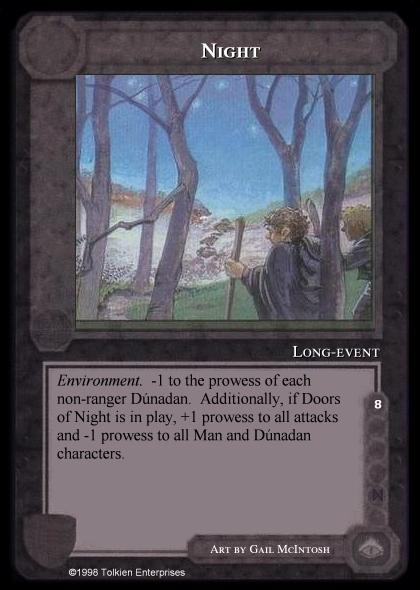 Night
Long-event
Environment. -1 to the prowess of each
non-ranger Dúnadan. Additionally, if Doors
of Night is in play, +1 prowess to all attacks
and -1 prowess to all Man and Dúnadan
characters.
8
N
Art by Gail McIntosh
©1998 Tolkien Enterprises